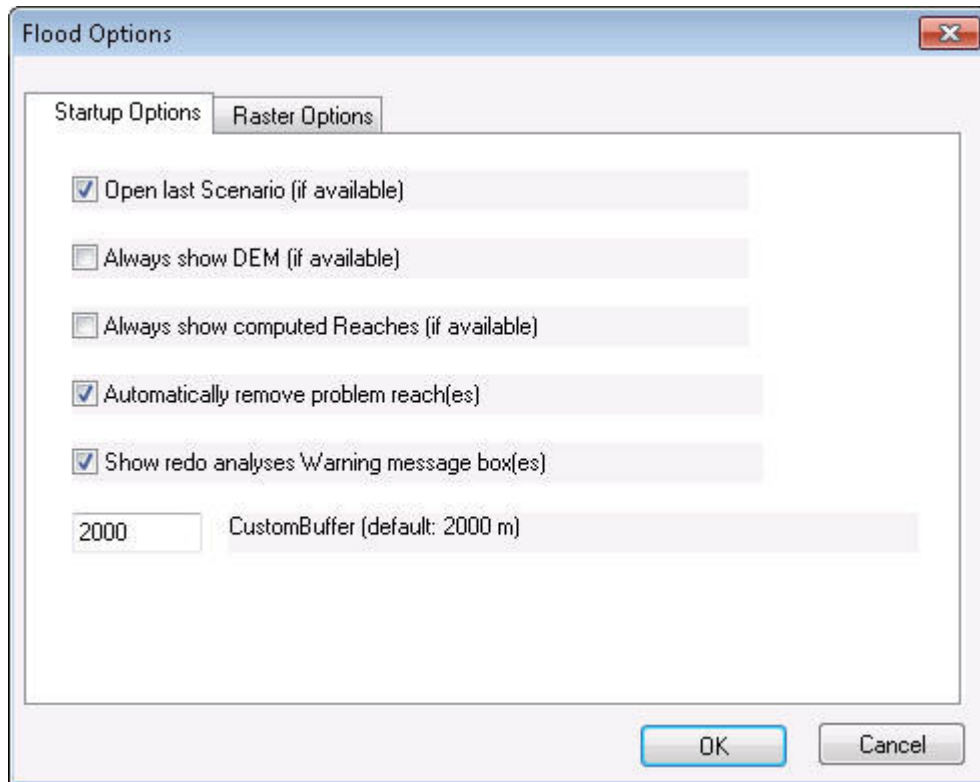 Flood Options
Startup Options
Raster Options
Open last Scenario (if available)
Always show DEM (if available)
Always show computed Reaches (if available)
Automatically remove problem reach(es)
Show redo analyses Warning message box(es)
2000 CustomBuffer (default: 2000 m)
OK
Cancel